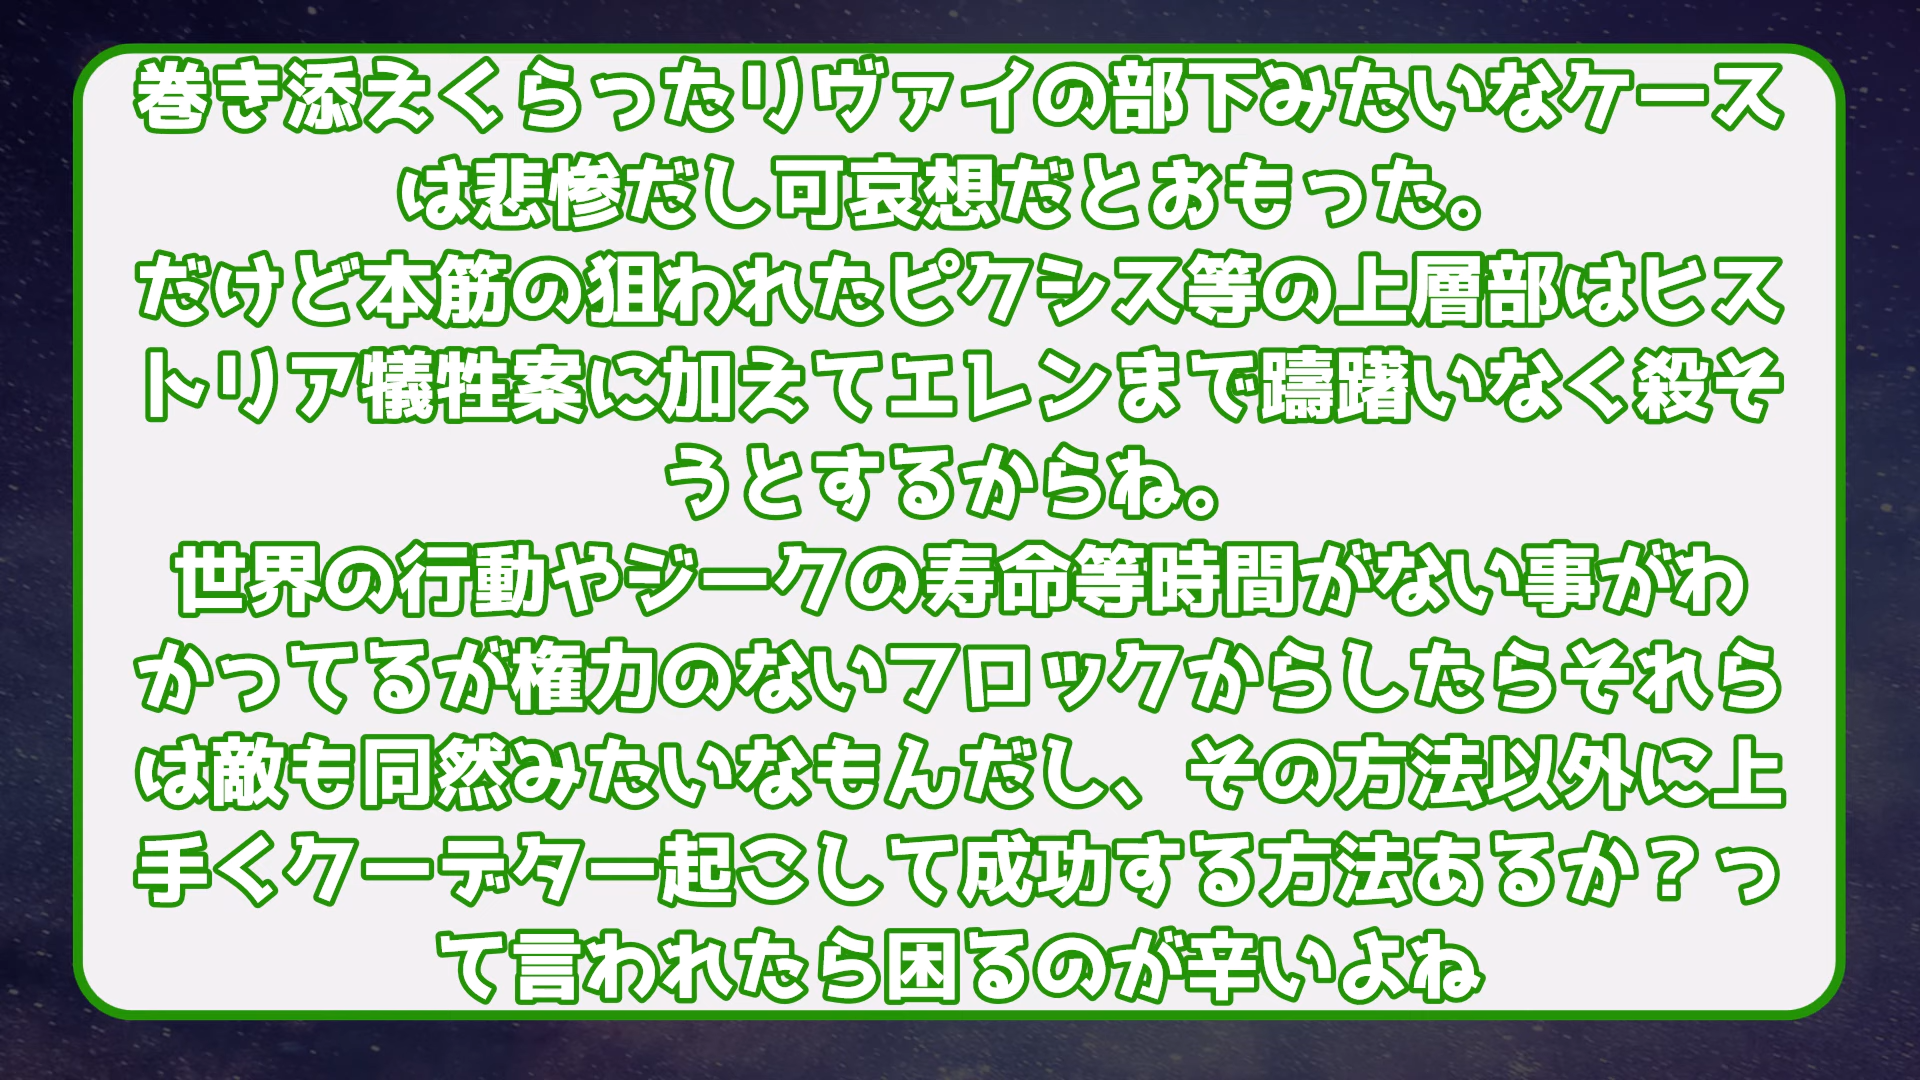 巻き添えくらったリヴァイの部下みたいなケース
は悲惨だし可哀想だとおもった。
だけど本筋の狙われたピクシス等の上層部はヒス
トリア犠牲案に加えてエレンまで躊躇いなく殺そ
うとするからね。
世界の行動やジークの寿命等時間がない事がわ
かってるが権力のないフロックからしたらそれら
は敵も同然みたいなもんだし、その方法以外に上
手くクーデター起こして成功する方法あるか？っ
て言われたら困るのが辛いよね